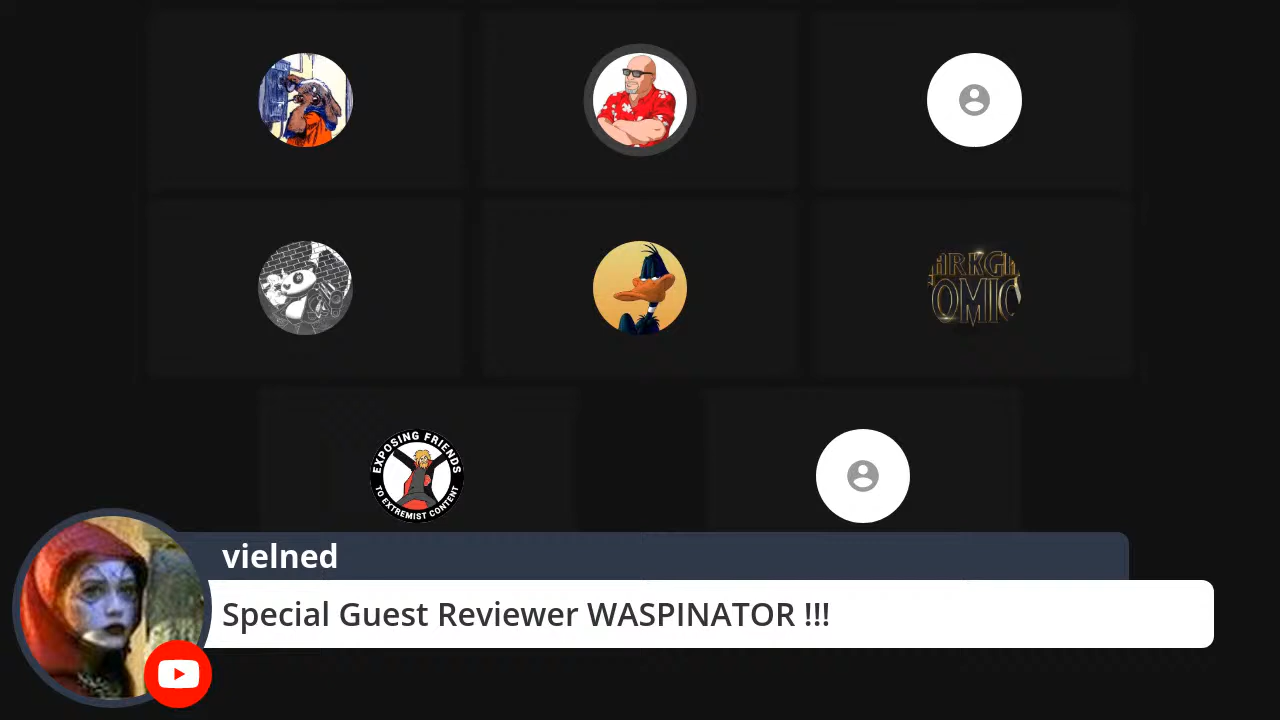 EXPOSING FRIENDS
TO EXTREMIST CONTENT
vielned
Special Guest Reviewer WASPINATOR !!!